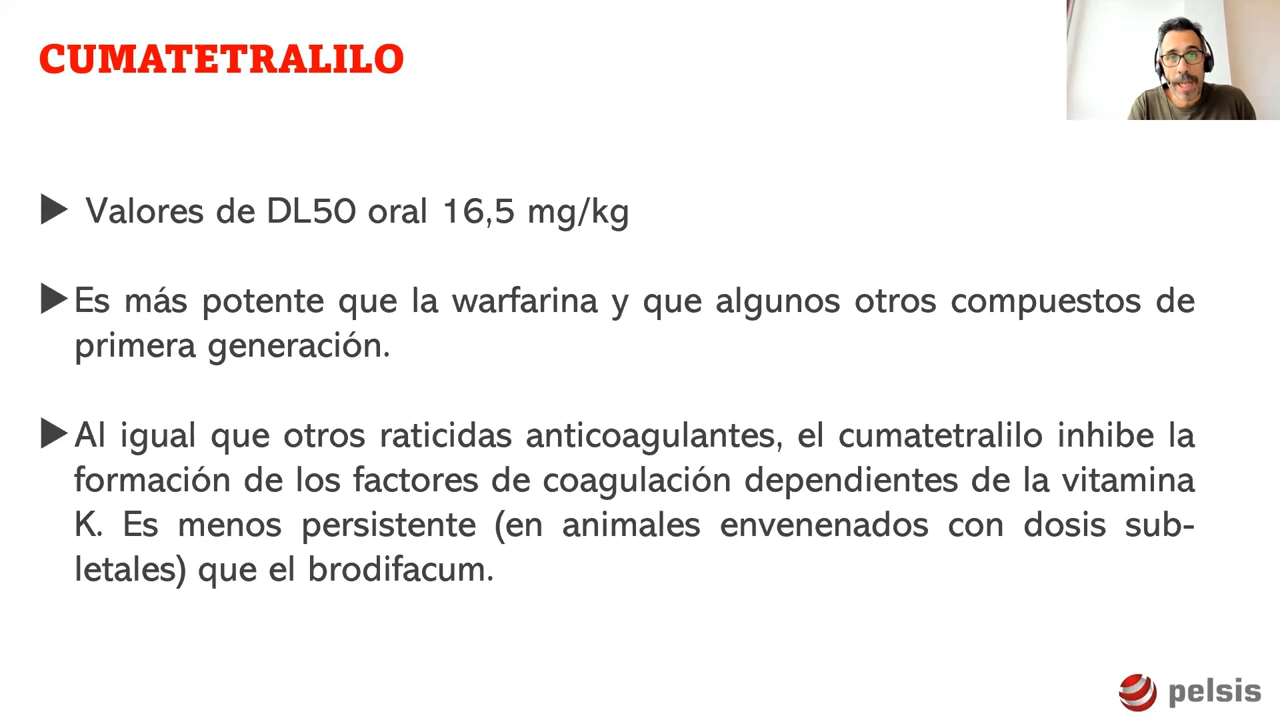 CUMATETRALILO
Valores de DL50 oral 16,5 mg/kg
Es más potente que la warfarina y que algunos otros compuestos de
primera generación.
Al igual que otros raticidas anticoagulantes, el cumatetralilo inhibe la
formación de los factores de coagulación dependientes de la vitamina
K. Es menos persistente (en animales envenenados con dosis sub-
letales) que el brodifacum.
pelsis